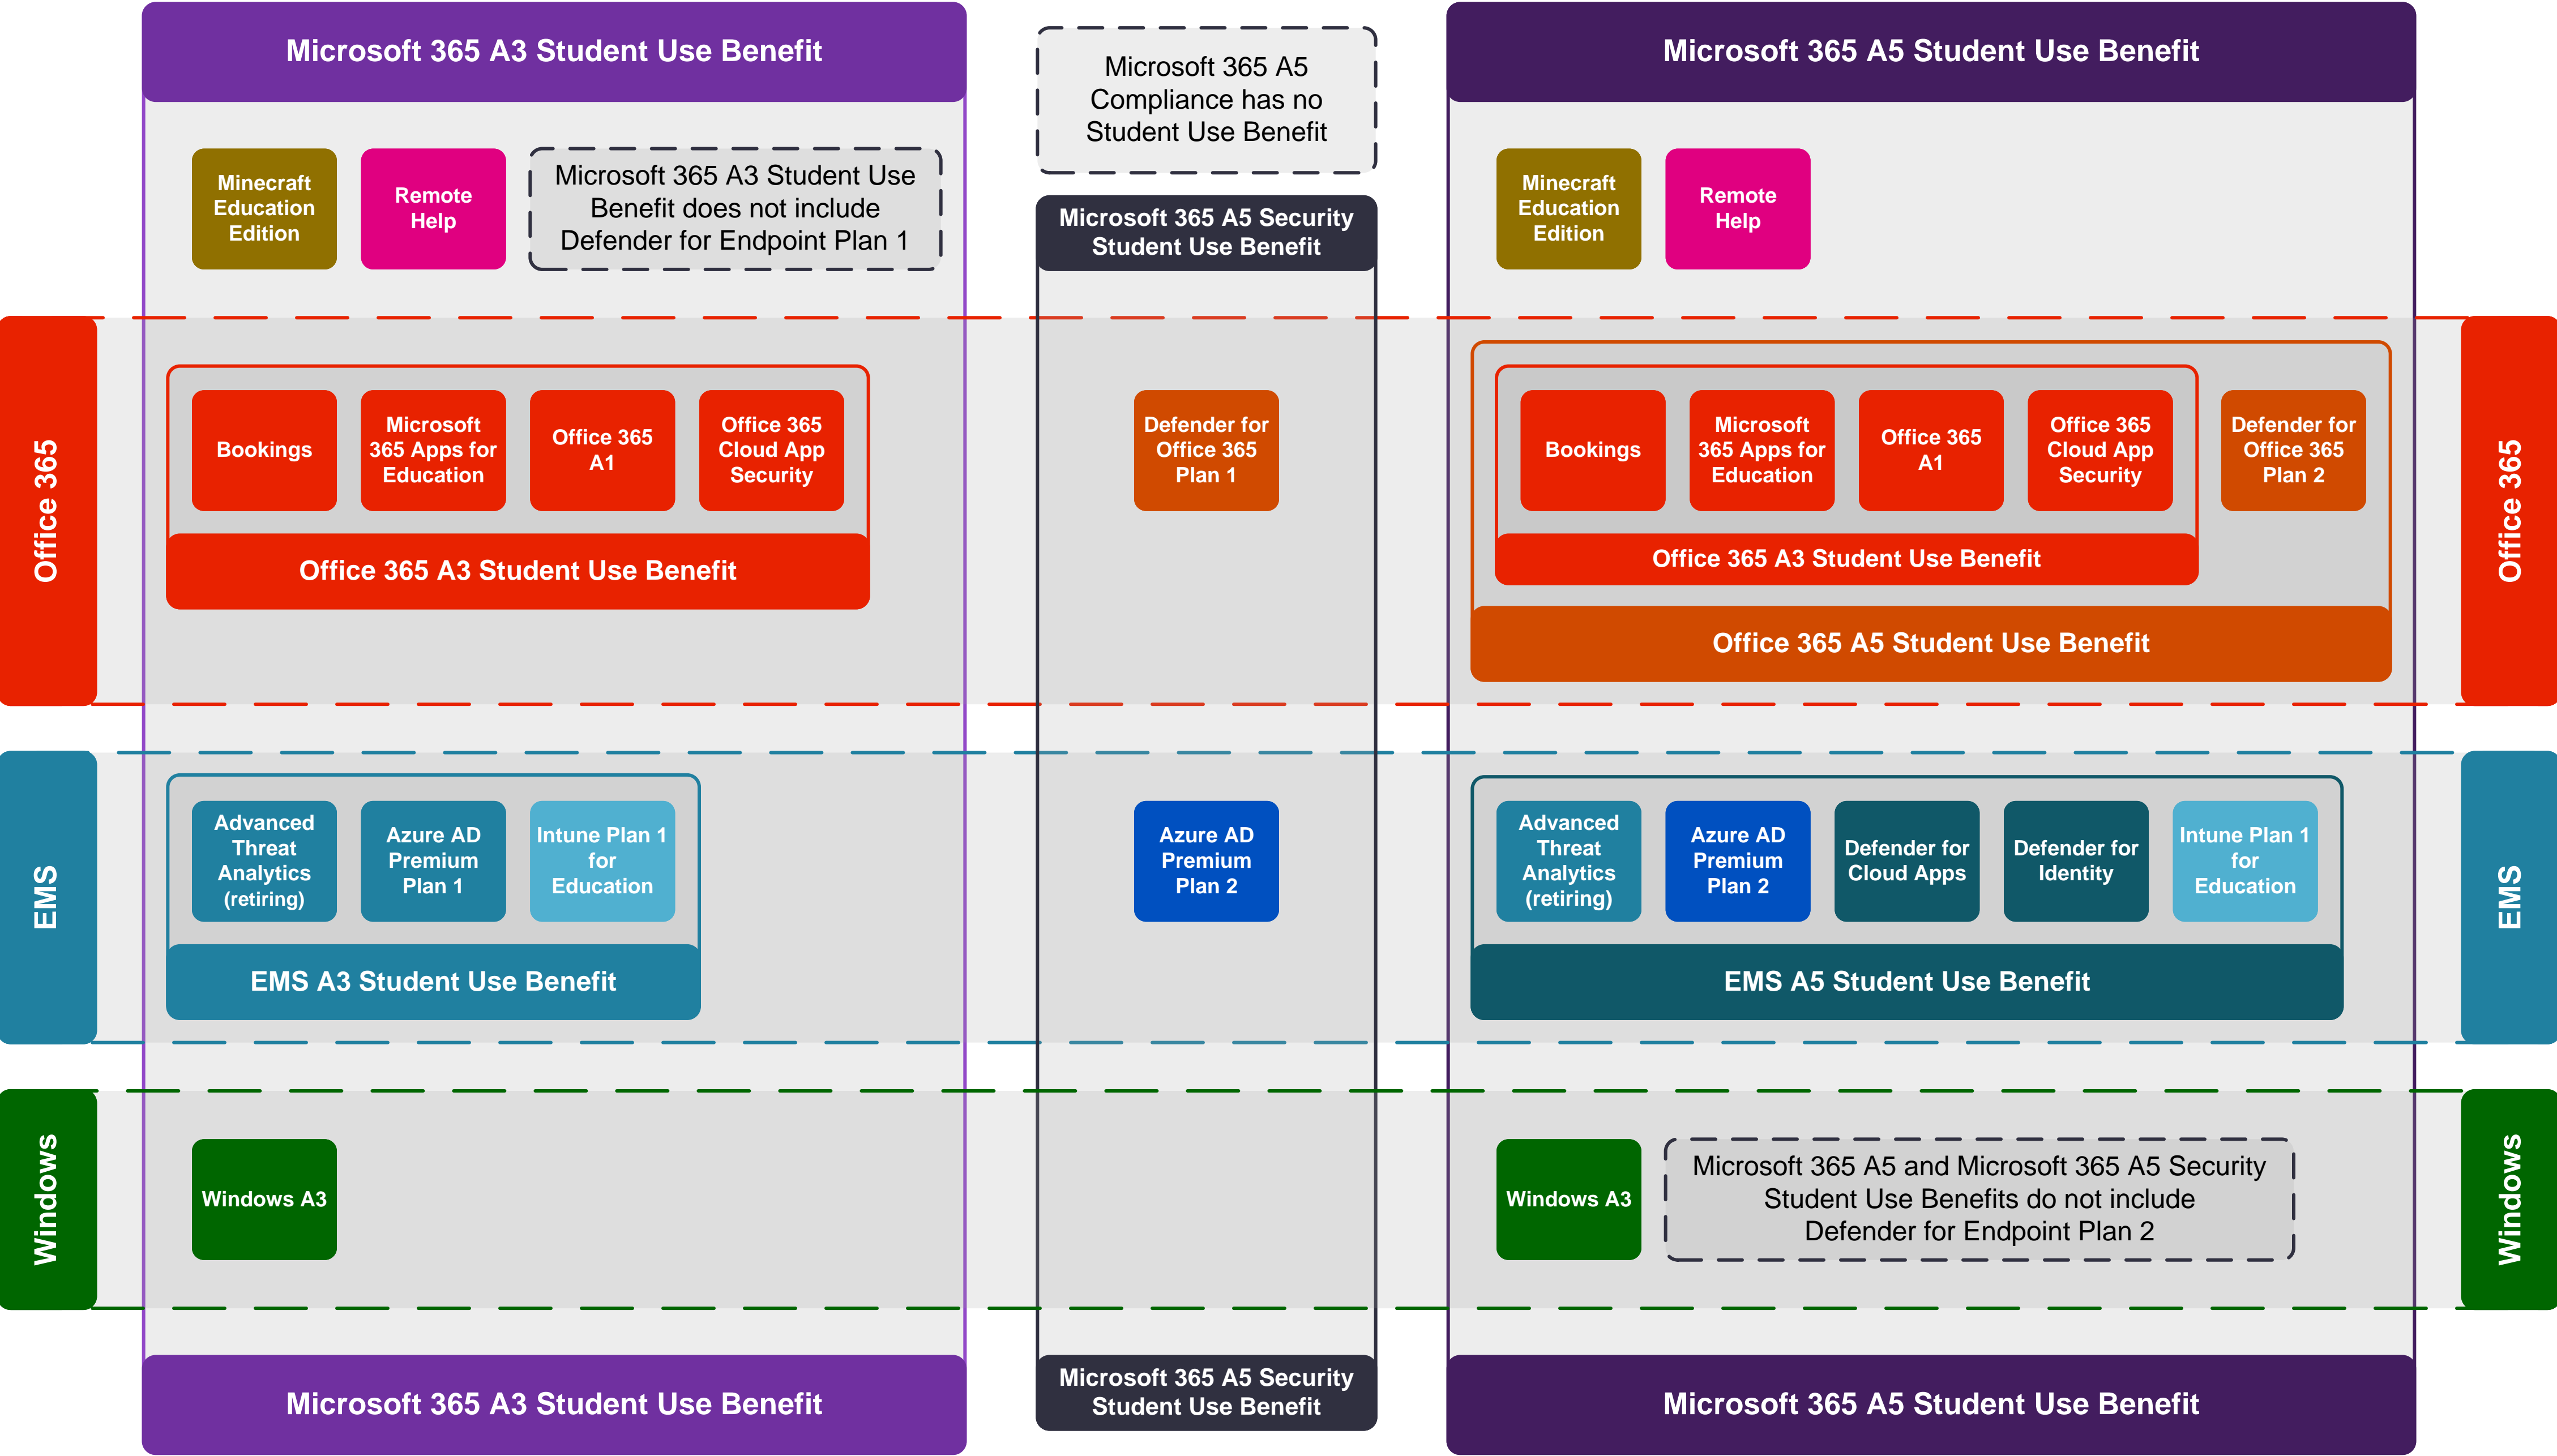 Microsoft 365 A3 Student Use Benefit
Minecraft
Education
Edition
Remote
Help
Microsoft 365 A3 Student Use
Benefit does not include
Defender for Endpoint Plan 1
Microsoft 365 A5
Compliance has no
Student Use Benefit
Microsoft 365 A5 Security
Student Use Benefit
Microsoft 365 A5 Student Use Benefit
Minecraft
Education
Edition
Remote
Help
Office 365
Bookings
Microsoft
365 Apps for
Education
Office 365
A1
Office 365
Cloud App
Security
Office 365 A3 Student Use Benefit
Defender for
Office 365
Plan 1
Bookings
Microsoft
365 Apps for
Education
Office 365
A1
Office 365
Cloud App
Security
Defender for
Office 365
Plan 2
Office 365 A3 Student Use Benefit
Office 365 A5 Student Use Benefit
Office 365
EMS
Advanced
Threat
Analytics
(retiring)
Azure AD
Premium
Plan 1
Intune Plan 1
for
Education
EMS A3 Student Use Benefit
Azure AD
Premium
Plan 2
Advanced
Threat
Analytics
(retiring)
Azure AD
Premium
Plan 2
Defender for
Cloud Apps
Defender for
Identity
Intune Plan 1
for
Education
EMS A5 Student Use Benefit
EMS
Windows
Windows A3
Windows A3
Microsoft 365 A5 and Microsoft 365 A5 Security
Student Use Benefits do not include
Defender for Endpoint Plan 2
Windows
Microsoft 365 A3 Student Use Benefit
Microsoft 365 A5 Security
Student Use Benefit
Microsoft 365 A5 Student Use Benefit